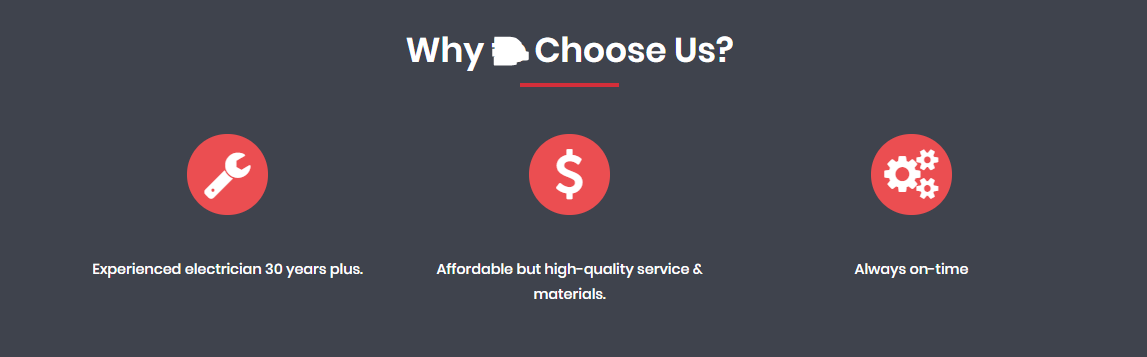 Why Choose Us?
Experienced electrician 30 years plus.
Affordable but high-quality service &
materials.
Always on-time